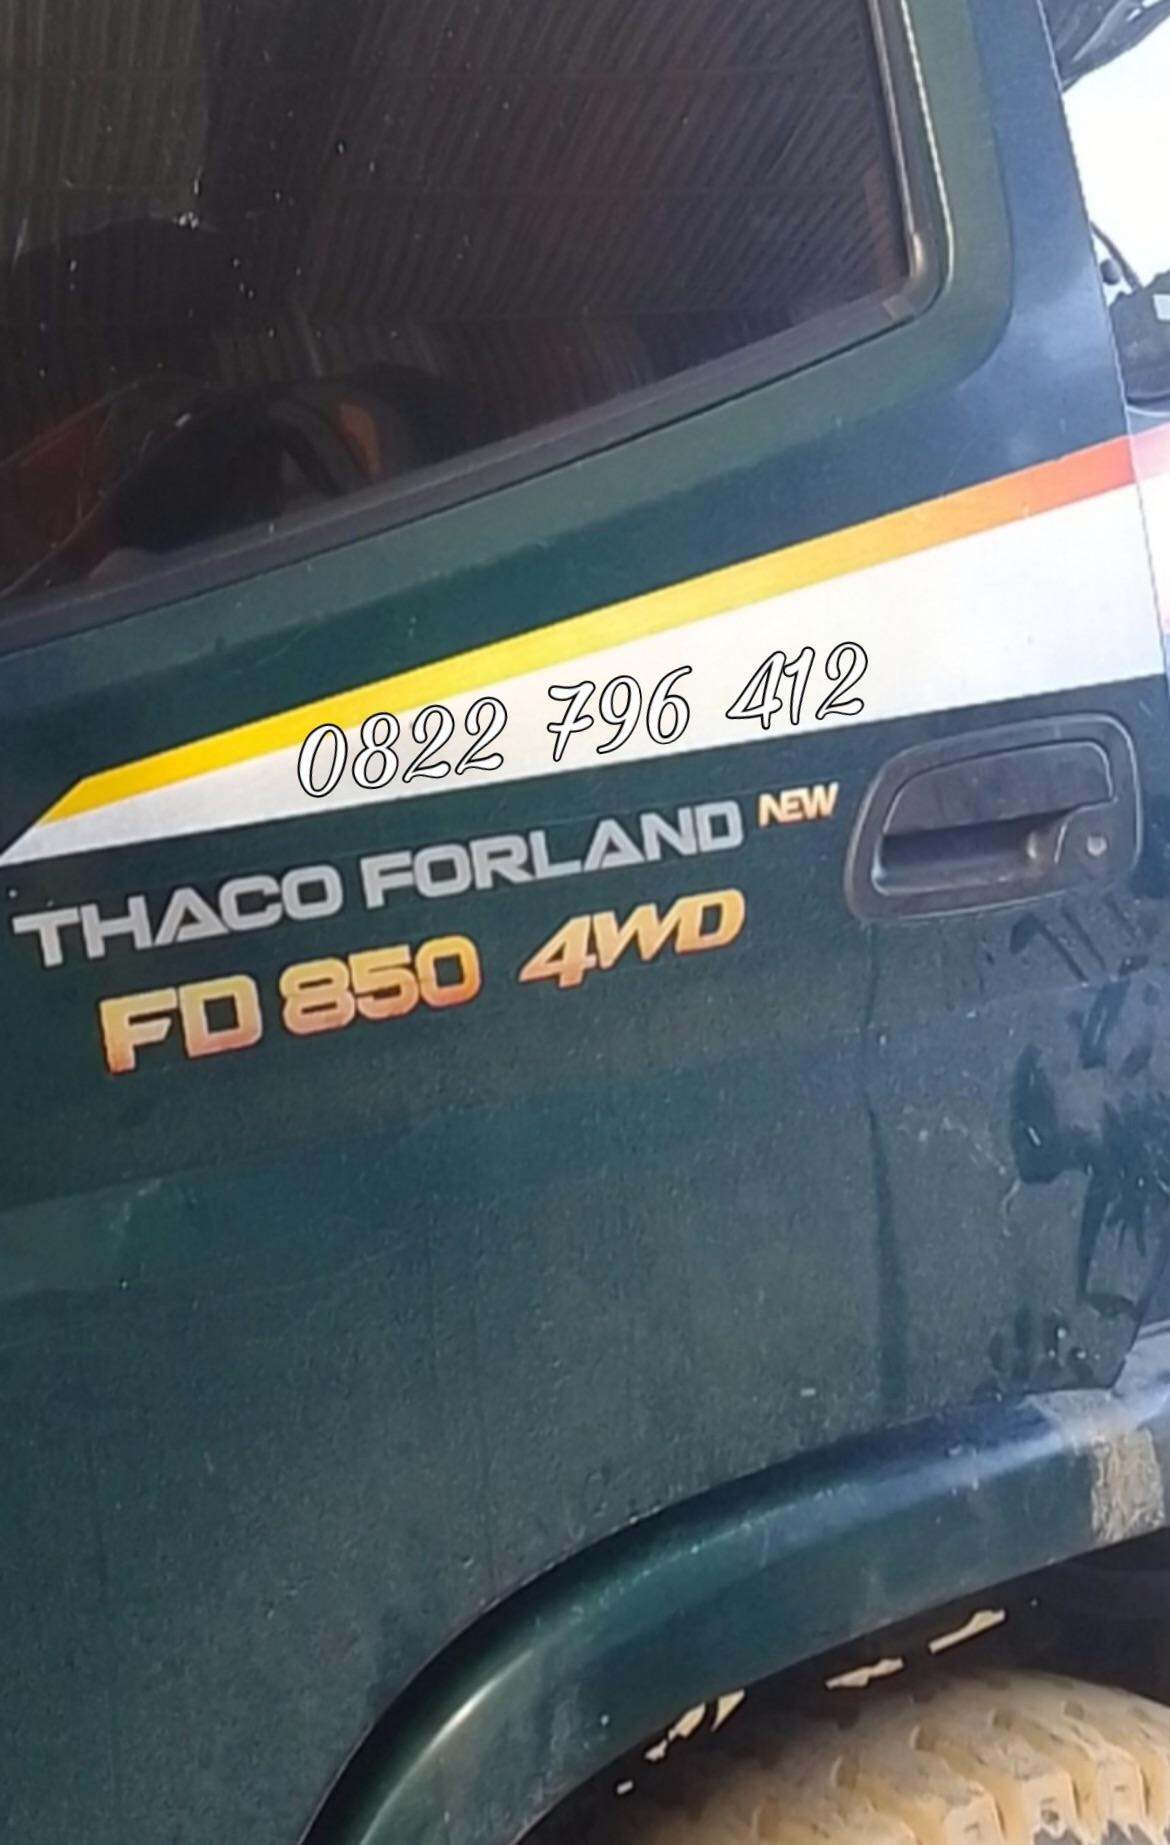 0822 796 412
THACO FORLAND NEW
FD 850 4WD